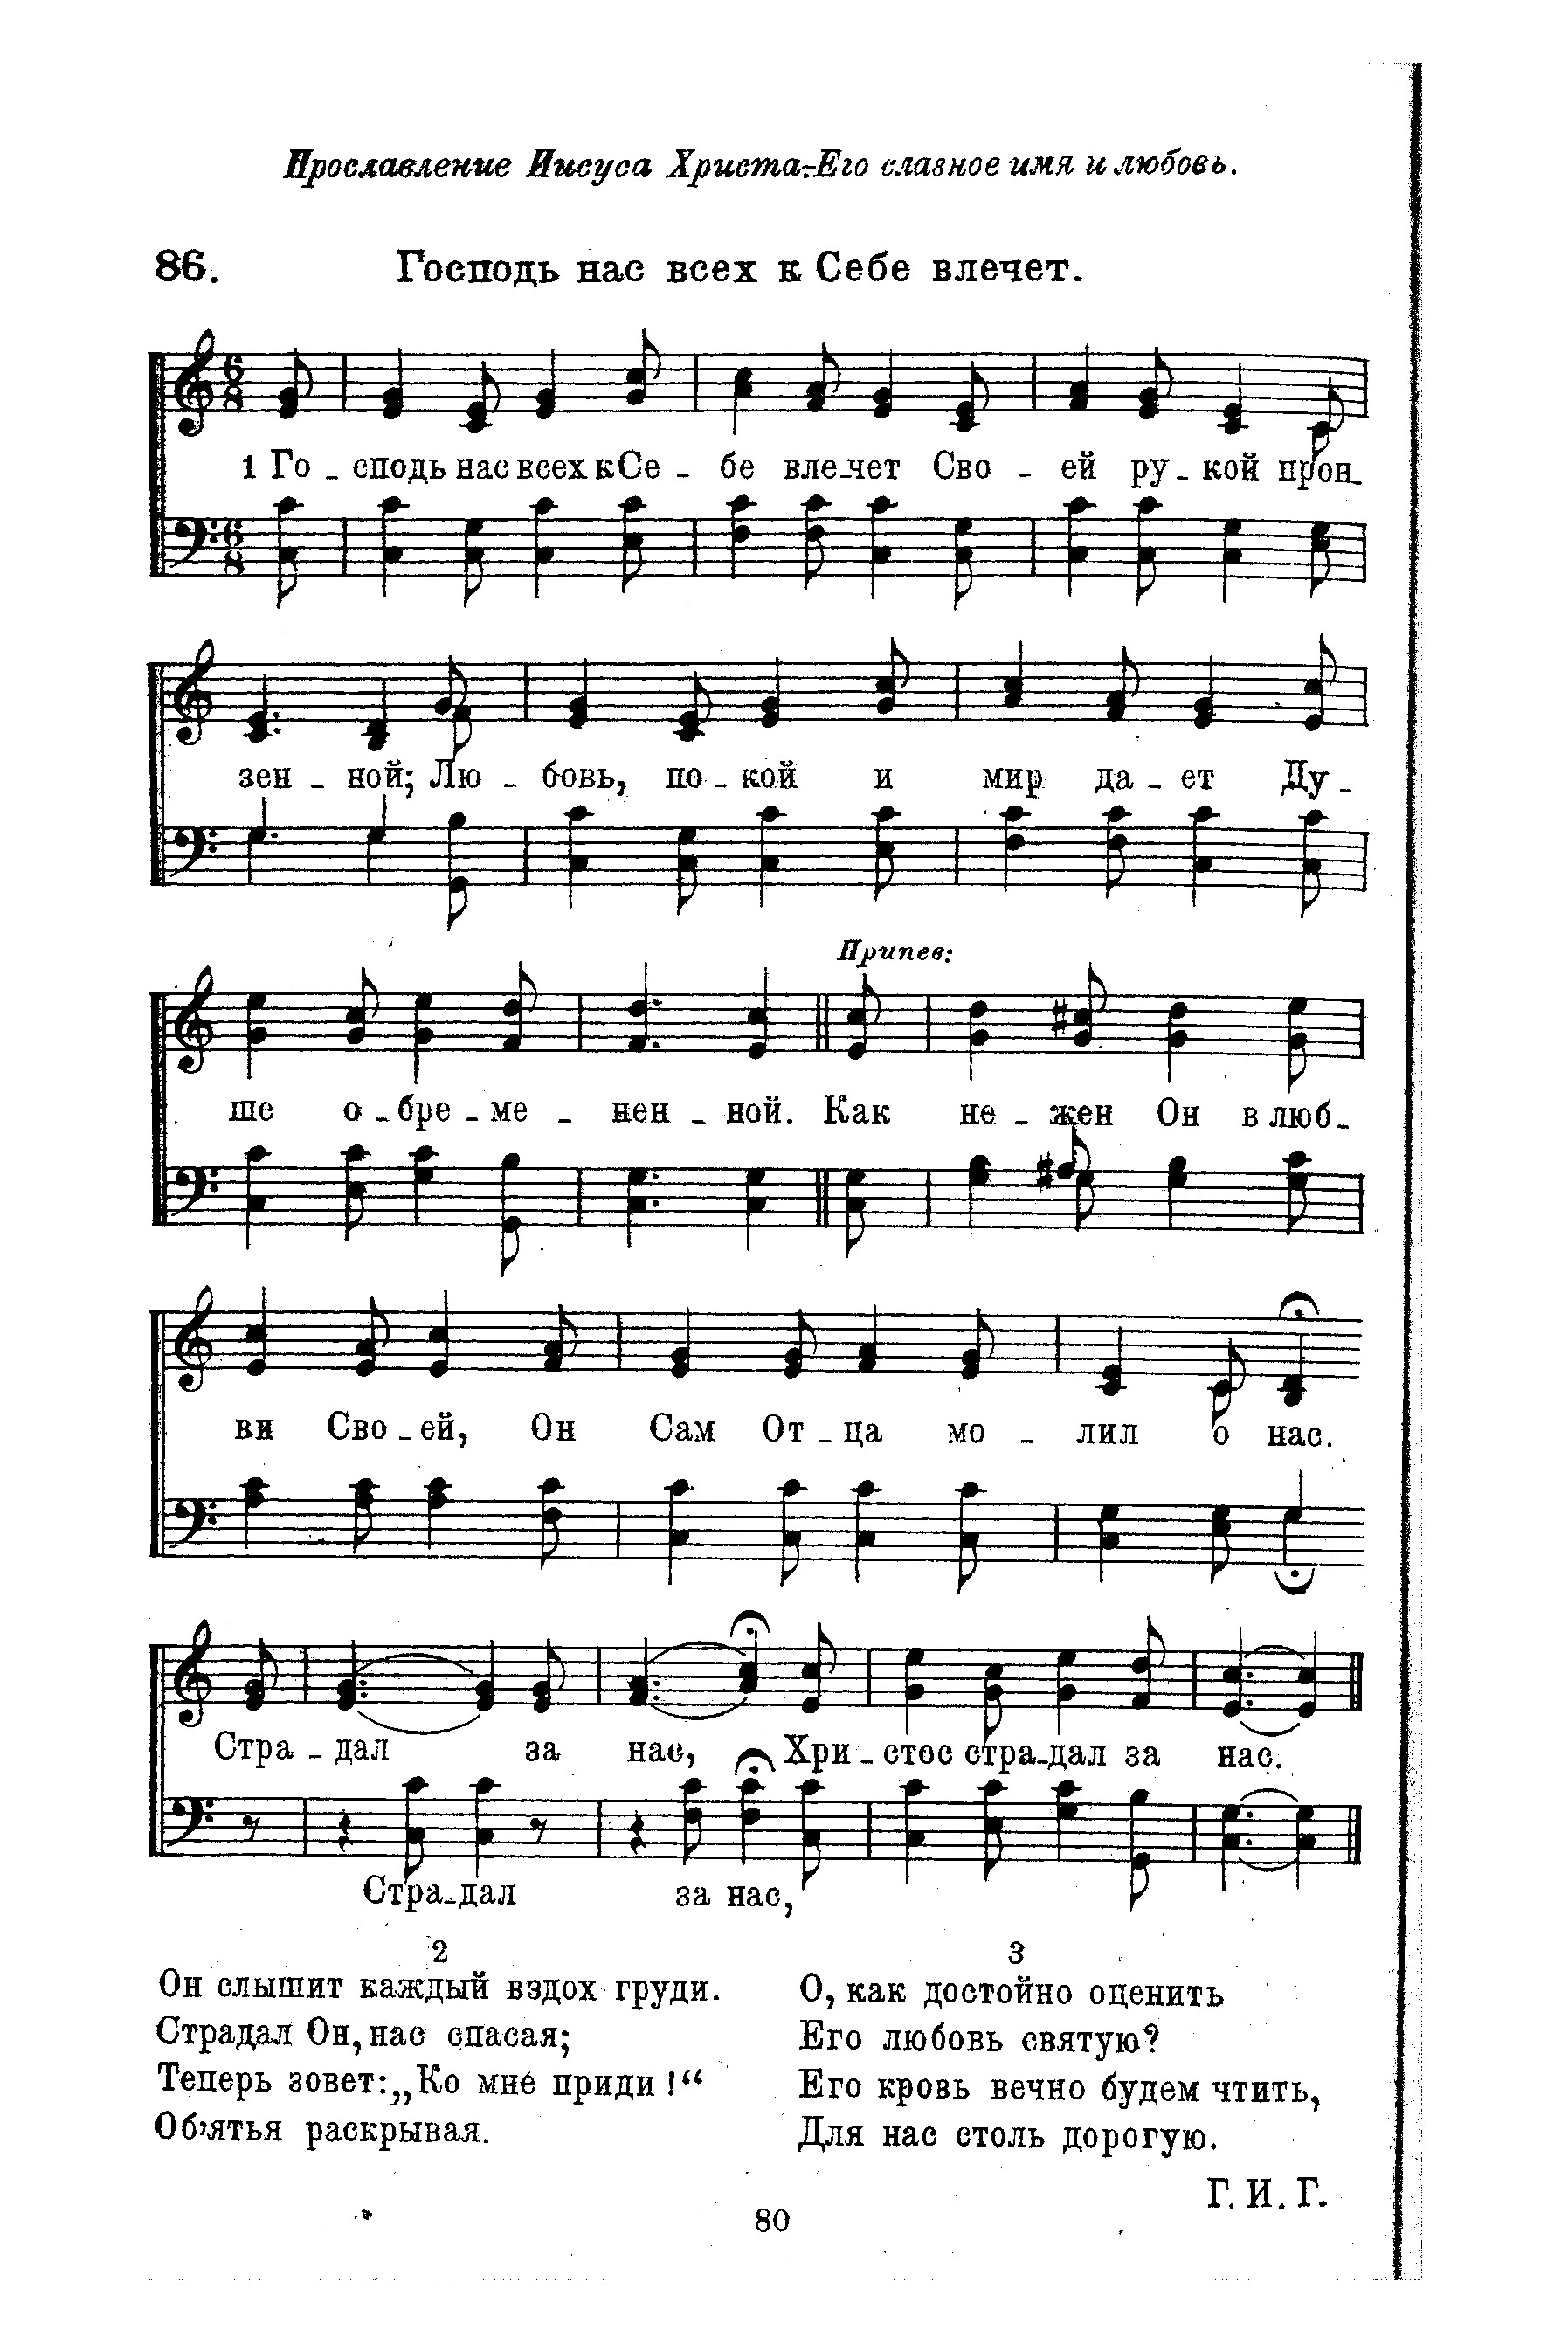 Прославление Иисуса Христа.-Его славное имя и любовь.
86. Господь нас всех к Себе влечет.
1 Го - сподь нас всех к Се - бе вле - чет Сво - ей ру - кой прон -
зен - ной; Лю - бовь, по - кой и мир да - ет Ду -
Припев:
ше о - бре - ме - нен - ной. Как не - жен Он в люб -
ви Сво - ей, Он Сам От - ца мо - лил о нас.
Стра - дал за нас, Хри - стос стра - дал за нас.
Стра - дал за нас,
2
Он слышит каждый вздох груди.
Страдал Он, нас спасая;
Теперь зовет: „Ко мне приди!“
Об’ятья раскрывая.
3
О, как достойно оценить
Его любовь святую?
Его кровь вечно будем чтить,
Для нас столь дорогую.
Г. И. Г.
80